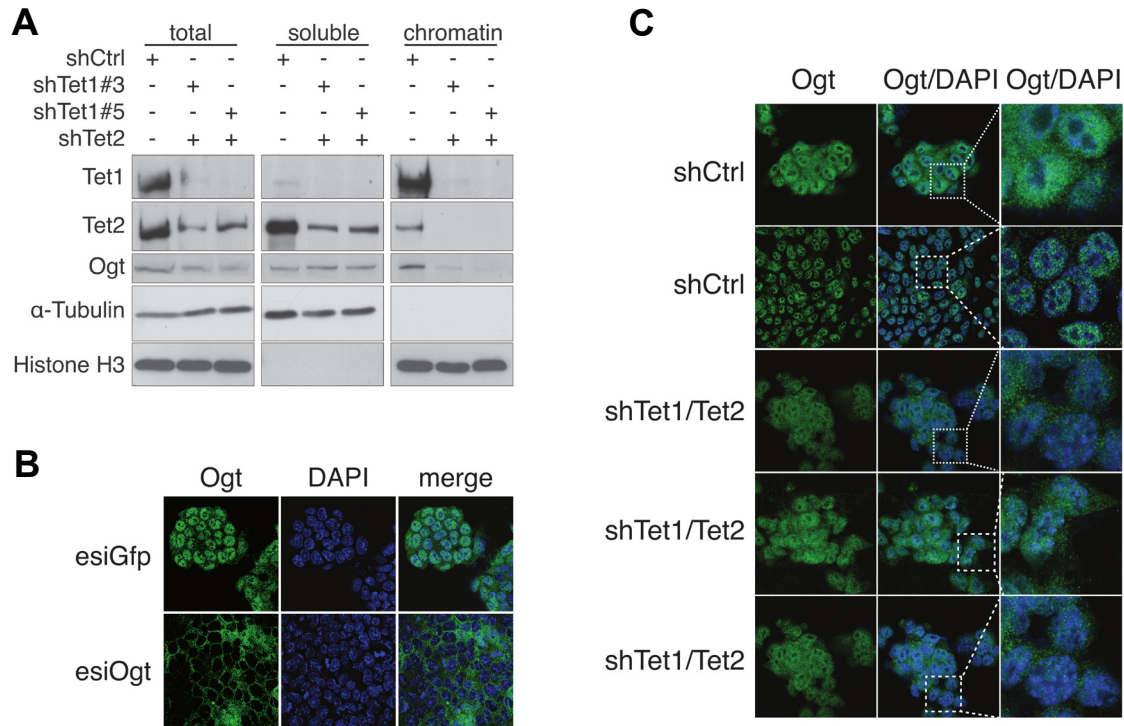 A
total soluble chromatin
shCtrl + - - + - - + - -
shTet1#3 - + - - + - - + -
shTet1#5 - - + - - + - - +
shTet2 - + + - + + - + +
Tet1
Tet2
Ogt
α-Tubulin
Histone H3
B
Ogt DAPI merge
esiGfp
esiOgt
C
Ogt Ogt/DAPI Ogt/DAPI
shCtrl
shCtrl
shTet1/Tet2
shTet1/Tet2
shTet1/Tet2